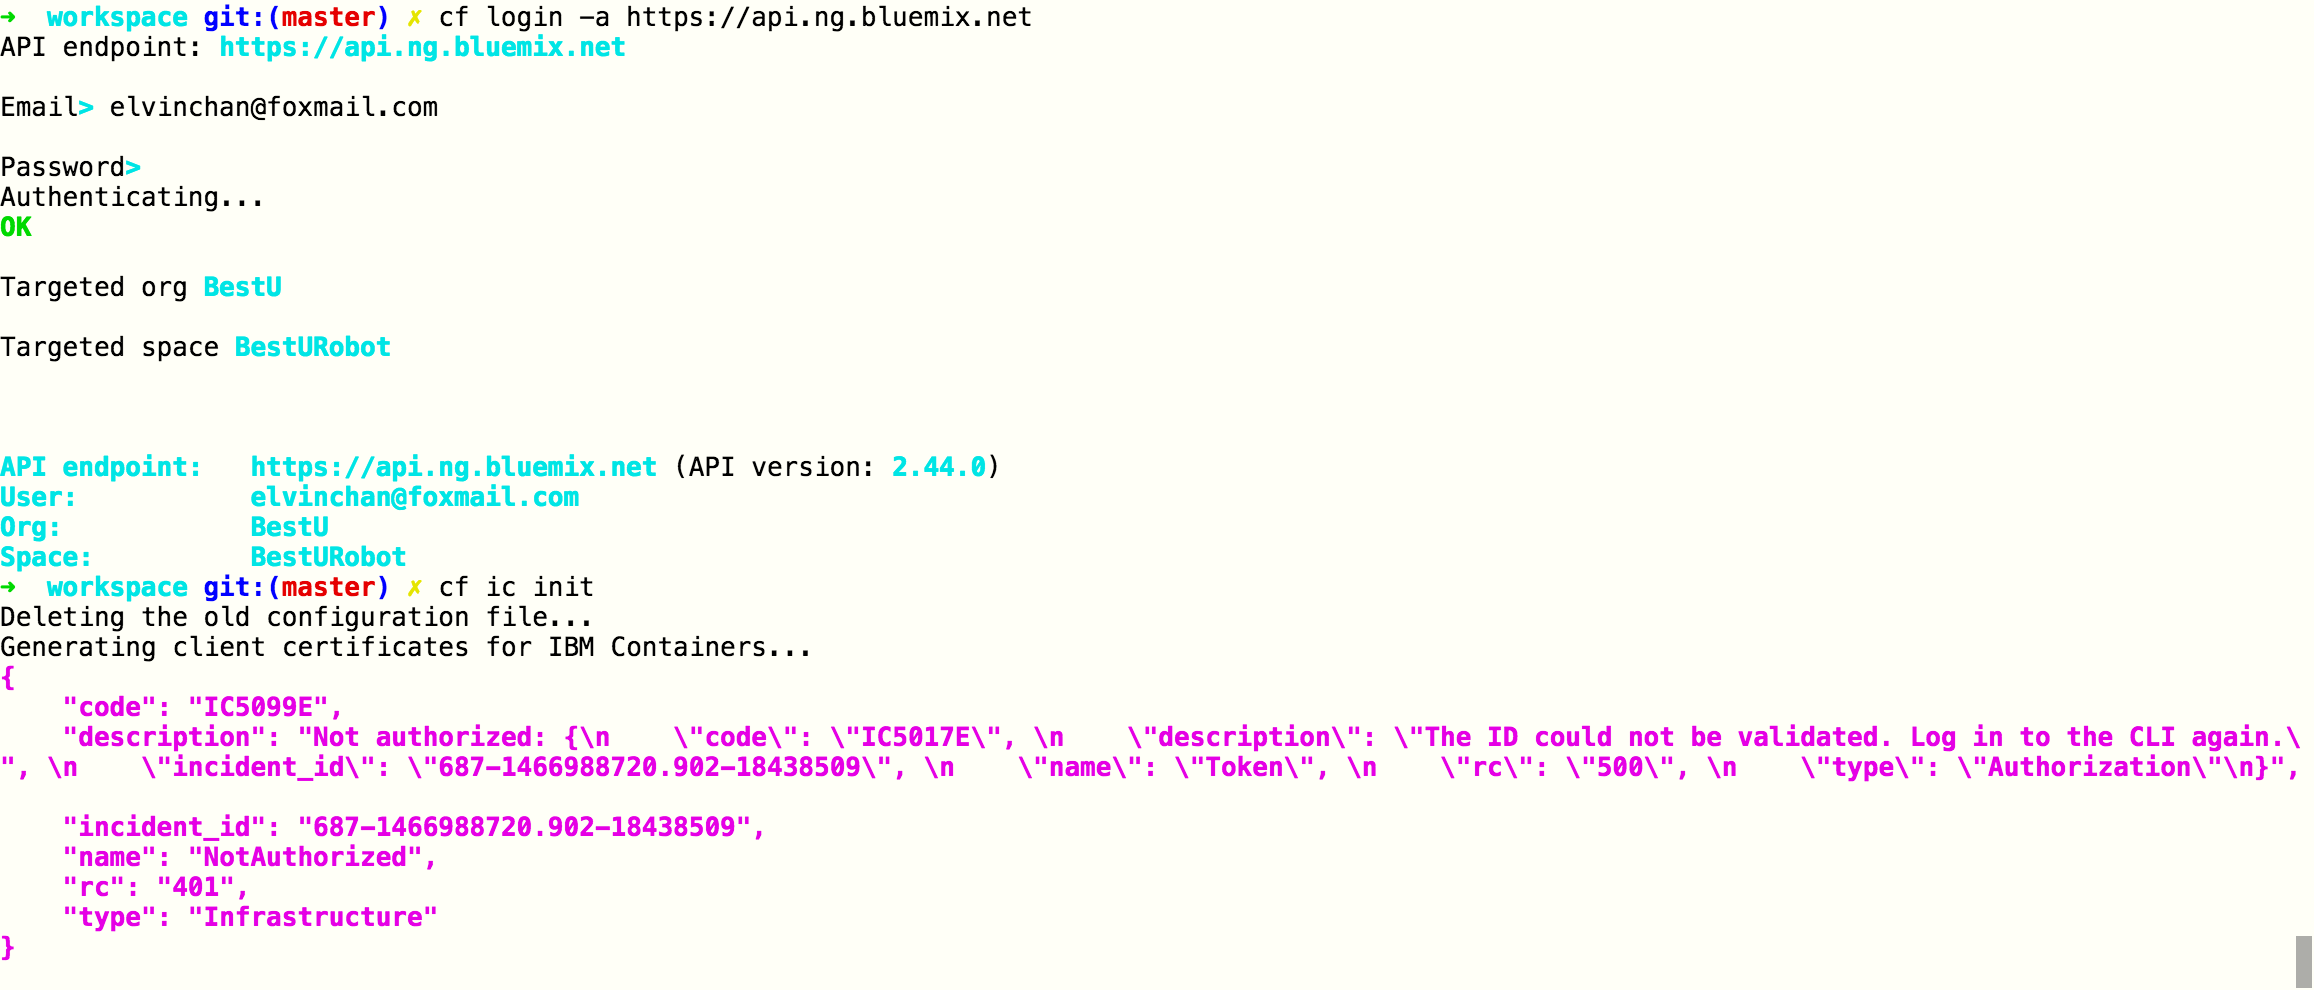 ➜  workspace git:(master) ✗ cf login -a https://api.ng.bluemix.net
API endpoint: https://api.ng.bluemix.net
Email> elvinchan@foxmail.com
Password>
Authenticating...
OK
Targeted org BestU
Targeted space BestURobot
API endpoint:   https://api.ng.bluemix.net (API version: 2.44.0)
User:           elvinchan@foxmail.com
Org:            BestU
Space:          BestURobot
➜  workspace git:(master) ✗ cf ic init
Deleting the old configuration file...
Generating client certificates for IBM Containers...
{
    "code": "IC5099E",
    "description": "Not authorized: {\n    \"code\": \"IC5017E\", \n    \"description\": \"The ID could not be validated. Log in to the CLI again.\
", \n    \"incident_id\": \"687-1466988720.902-18438509\", \n    \"name\": \"Token\", \n    \"rc\": \"500\", \n    \"type\": \"Authorization\"\n}",
    "incident_id": "687-1466988720.902-18438509",
    "name": "NotAuthorized",
    "rc": "401",
    "type": "Infrastructure"
}